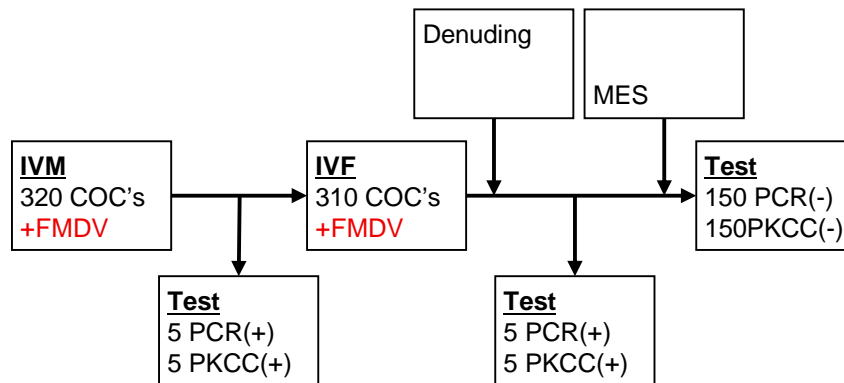 Denuding
MES
IVM
320 COC's
+FMDV
IVF
310 COC's
+FMDV
Test
150 PCR(-)
150PKCC(-)
Test
5 PCR(+)
5 PKCC(+)
Test
5 PCR(+)
5 PKCC(+)